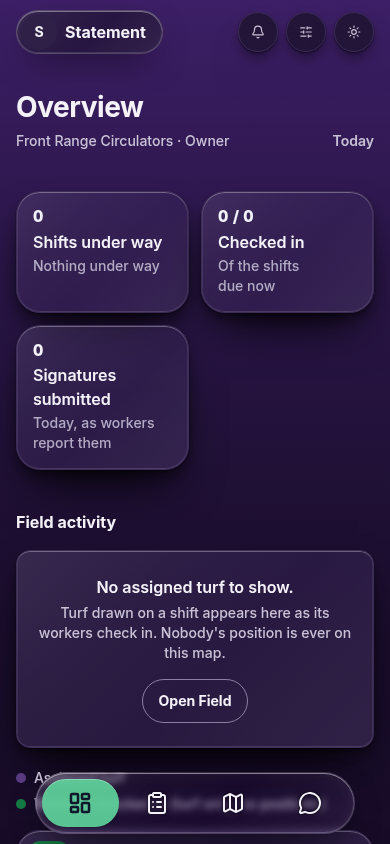 S Statement
Overview
Front Range Circulators · Owner Today
0
Shifts under way
Nothing under way
0 / 0
Checked in
Of the shifts
due now
0
Signatures
submitted
Today, as workers
report them
Field activity
No assigned turf to show.
Turf drawn on a shift appears here as its
workers check in. Nobody's position is ever on
this map.
Open Field